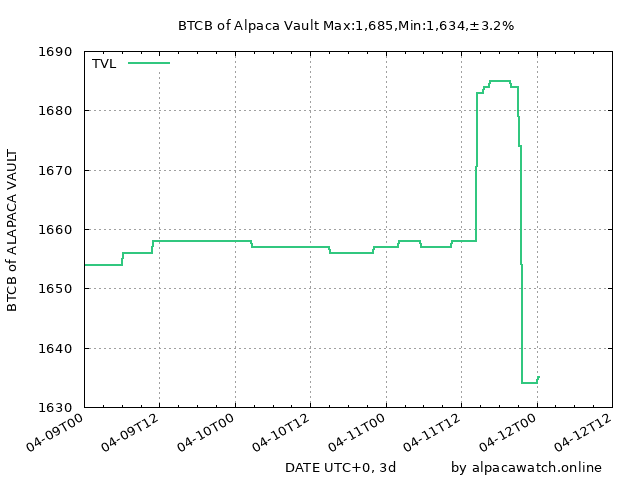 BTCB of Alpaca Vault Max:1,685,Min:1,634,±3.2%
TVL
1690
1680
1670
1660
1650
1640
1630
BTCB of ALAPACA VAULT
04-09T00
04-09T12
04-10T00
04-10T12
04-11T00
04-11T12
04-12T00
04-12T12
DATE UTC+0, 3d
by alpacawatch.online